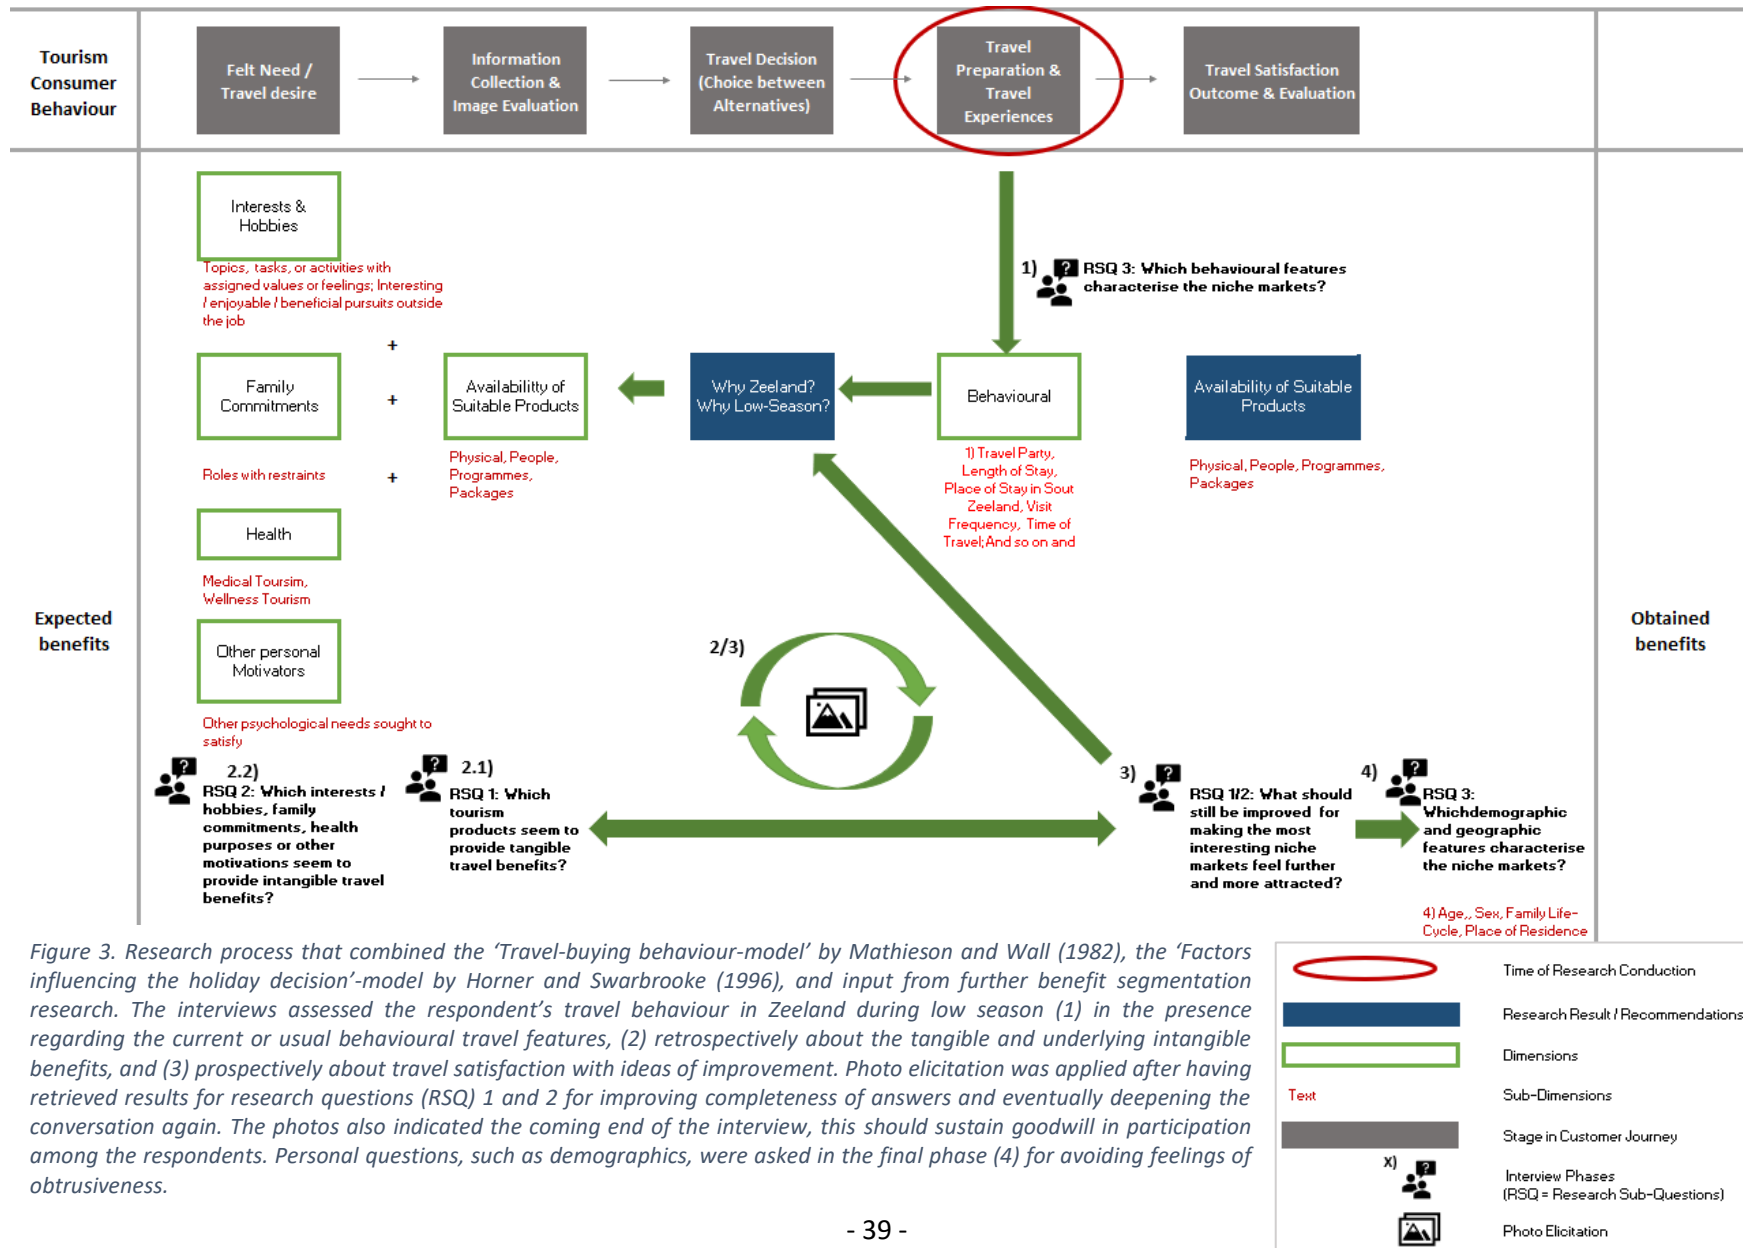 Tourism
Consumer
Behaviour
Felt Need /
Travel desire
Information
Collection &
Image Evaluation
Travel Decision
(Choice between
Alternatives)
Travel
Preparation &
Travel
Experiences
Travel Satisfaction
Outcome & Evaluation
Expected
benefits
Interests &
Hobbies
Topics, tasks, or activities with
assigned values or feelings; Interesting
/ enjoyable / beneficial pursuits outside
the job
+
Family
Commitments
+
Roles with restraints
+
Health
Medical Toursim,
Wellness Tourism
Other personal
Motivators
Other psychological needs sought to
satisfy
Availabilitty of
Suitable Products
Physical, People,
Programmes,
Packages
Why Zeeland?
Why Low-Season?
1)
RSQ 3: Which behavioural features
characterise the niche markets?
Behavioural
1) Travel Party,
Length of Stay,
Place of Stay in Sout
Zeeland, Visit
Frequency, Time of
Travel;And so on and
Availability of Suitable
Products
Physical, People, Programmes,
Packages
Obtained
benefits
2/3)
2.2)
RSQ 2: Which interests /
hobbies, family
commitments, health
purposes or other
motivations seem to
provide intangible travel
benefits?
2.1)
RSQ 1: Which
tourism
products seem to
provide tangible
travel benefits?
3)
RSQ 1/2: What should
still be improved for
making the most
interesting niche
markets feel further
and more attracted?
4)
RSQ 3:
Whichdemographic
and geographic
features characterise
the niche markets?
4) Age,, Sex, Family Life-
Cycle, Place of Residence
Figure 3. Research process that combined the ‘Travel-buying behaviour-model’ by Mathieson and Wall (1982), the ‘Factors
influencing the holiday decision’-model by Horner and Swarbrooke (1996), and input from further benefit segmentation
research. The interviews assessed the respondent’s travel behaviour in Zeeland during low season (1) in the presence
regarding the current or usual behavioural travel features, (2) retrospectively about the tangible and underlying intangible
benefits, and (3) prospectively about travel satisfaction with ideas of improvement. Photo elicitation was applied after having
retrieved results for research questions (RSQ) 1 and 2 for improving completeness of answers and eventually deepening the
conversation again. The photos also indicated the coming end of the interview, this should sustain goodwill in participation
among the respondents. Personal questions, such as demographics, were asked in the final phase (4) for avoiding feelings of
obtrusiveness.
Time of Research Conduction
Research Result / Recommendations
Dimensions
Text
Sub-Dimensions
Stage in Customer Journey
X)
Interview Phases
(RSQ = Research Sub-Questions)
Photo Elicitation
- 39 -